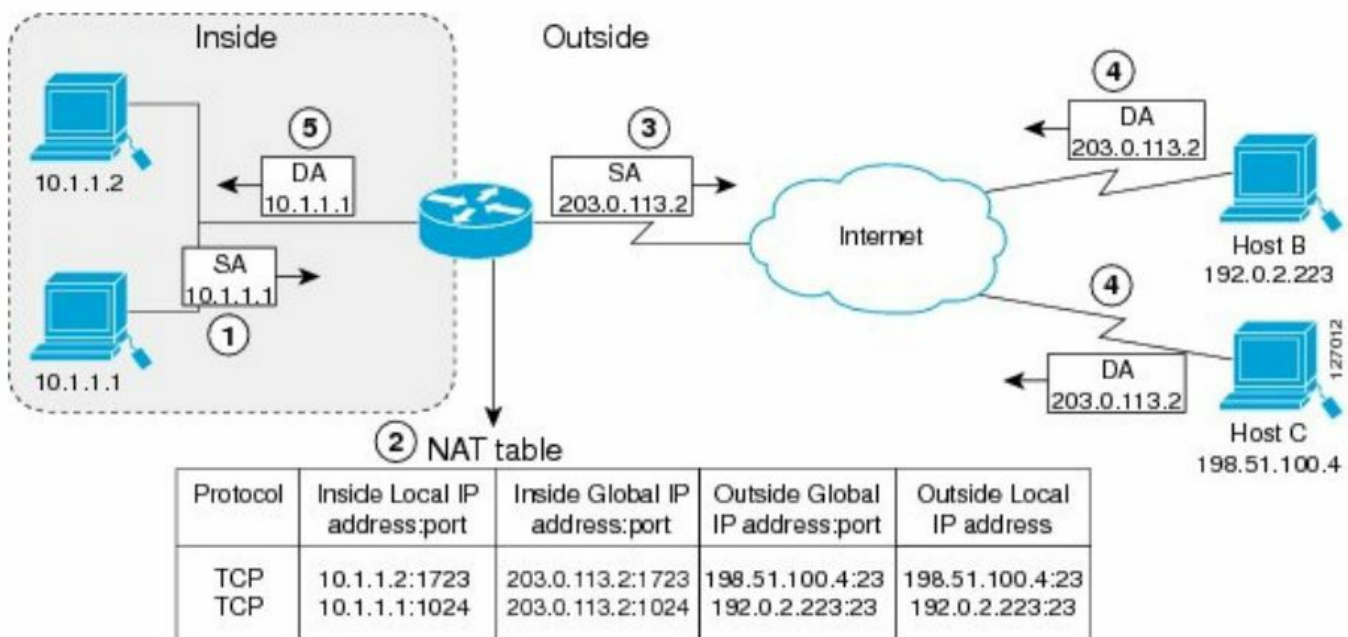 Inside
Outside
10.1.1.2
10.1.1.1
5
DA
10.1.1.1
SA
10.1.1.1
1
3
SA
203.0.113.2
Internet
4
DA
203.0.113.2
Host B
192.0.2.223
4
DA
203.0.113.2
Host C
198.51.100.4
127012
2 NAT table
Protocol Inside Local IP address:port Inside Global IP address:port Outside Global IP address:port Outside Local IP address
TCP 10.1.1.2:1723 203.0.113.2:1723 198.51.100.4:23 198.51.100.4:23
TCP 10.1.1.1:1024 203.0.113.2:1024 192.0.2.223:23 192.0.2.223:23